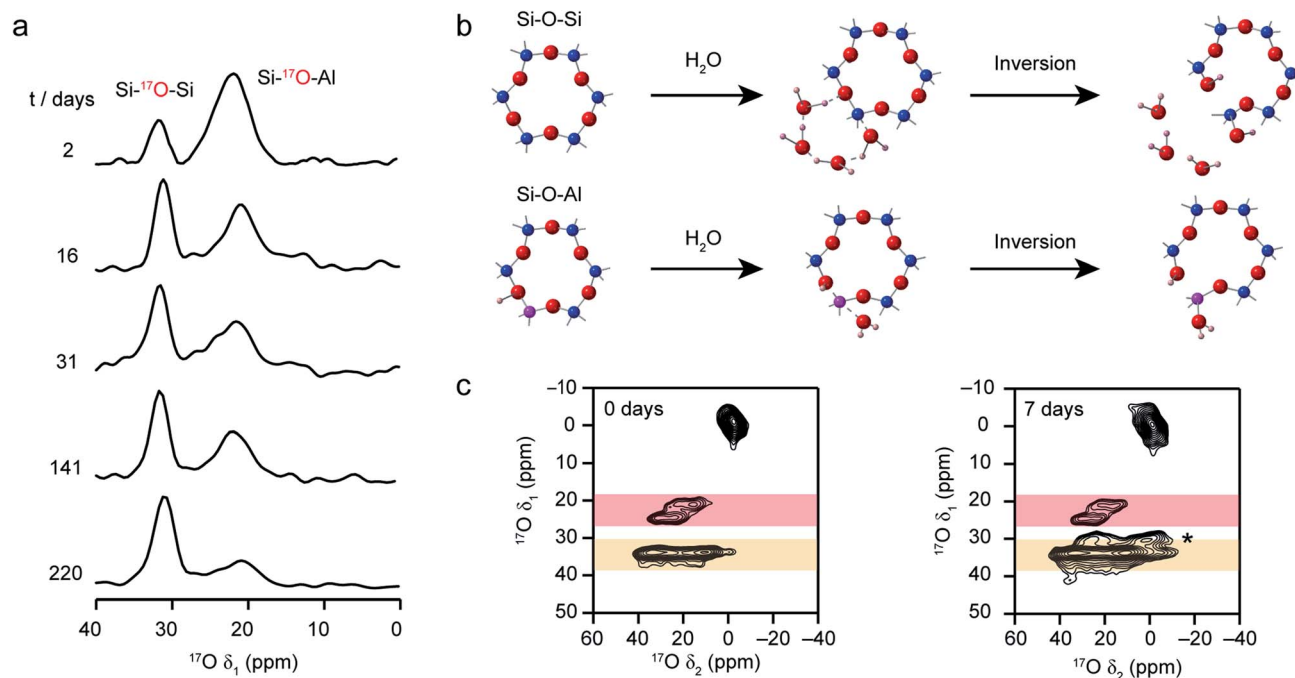 a
t / days
Si-¹⁷O-Si
Si-¹⁷O-Al
2
16
31
141
220
40 30 20 10 0
¹⁷O δ₁ (ppm)
b
Si-O-Si
H₂O
Inversion
Si-O-Al
H₂O
Inversion
c
0 days
–10
0
10
20
30
40
50
¹⁷O δ₁ (ppm)
60 40 20 0 –20 –40
¹⁷O δ₂ (ppm)
7 days
–10
0
10
20
30
40
50
¹⁷O δ₁ (ppm)
*
60 40 20 0 –20 –40
¹⁷O δ₂ (ppm)